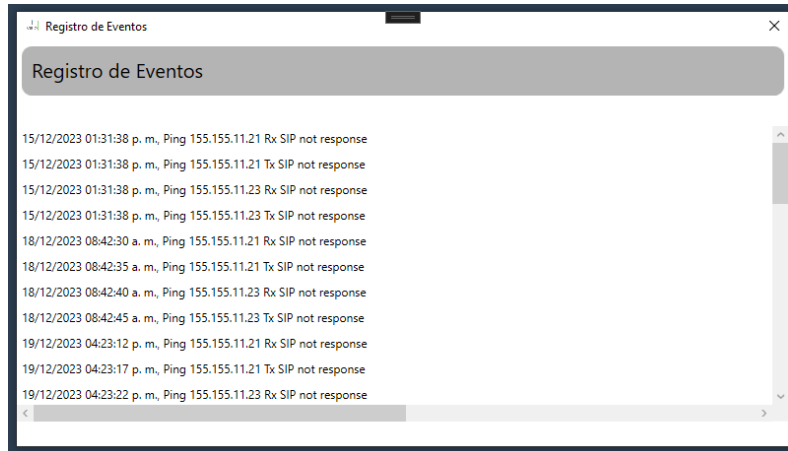 Registro de Eventos
Registro de Eventos
15/12/2023 01:31:38 p. m., Ping 155.155.11.21 Rx SIP not response
15/12/2023 01:31:38 p. m., Ping 155.155.11.21 Tx SIP not response
15/12/2023 01:31:38 p. m., Ping 155.155.11.23 Rx SIP not response
15/12/2023 01:31:38 p. m., Ping 155.155.11.23 Tx SIP not response
18/12/2023 08:42:30 a. m., Ping 155.155.11.21 Rx SIP not response
18/12/2023 08:42:35 a. m., Ping 155.155.11.21 Tx SIP not response
18/12/2023 08:42:40 a. m., Ping 155.155.11.23 Rx SIP not response
18/12/2023 08:42:45 a. m., Ping 155.155.11.23 Tx SIP not response
19/12/2023 04:23:12 p. m., Ping 155.155.11.21 Rx SIP not response
19/12/2023 04:23:17 p. m., Ping 155.155.11.21 Tx SIP not response
19/12/2023 04:23:22 p. m., Ping 155.155.11.23 Rx SIP not response